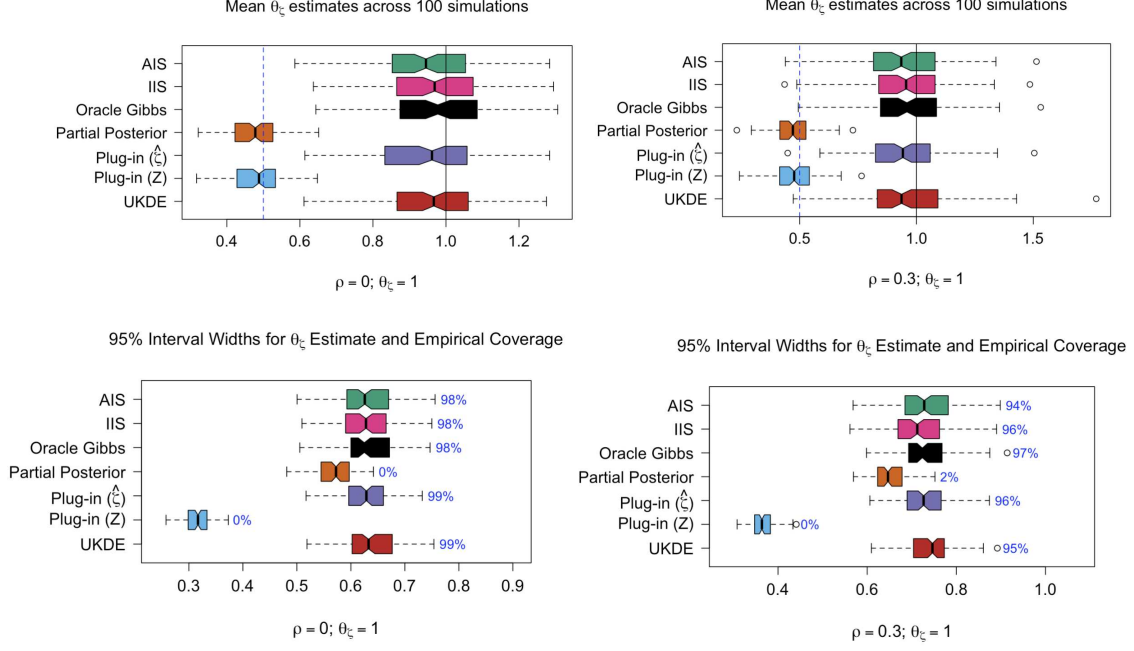 Mean θζ estimates across 100 simulations
AIS
IIS
Oracle Gibbs
Partial Posterior
Plug-in (ζ̂)
Plug-in (Z)
UKDE
0.4 0.6 0.8 1.0 1.2
ρ = 0; θζ = 1
Mean θζ estimates across 100 simulations
AIS
IIS
Oracle Gibbs
Partial Posterior
Plug-in (ζ̂)
Plug-in (Z)
UKDE
0.5 1.0 1.5
ρ = 0.3; θζ = 1
95% Interval Widths for θζ Estimate and Empirical Coverage
AIS 98%
IIS 98%
Oracle Gibbs 98%
Partial Posterior 0%
Plug-in (ζ̂) 99%
Plug-in (Z) 0%
UKDE 99%
0.3 0.4 0.5 0.6 0.7 0.8 0.9
ρ = 0; θζ = 1
95% Interval Widths for θζ Estimate and Empirical Coverage
AIS 94%
IIS 96%
Oracle Gibbs 97%
Partial Posterior 2%
Plug-in (ζ̂) 96%
Plug-in (Z) 0%
UKDE 95%
0.4 0.6 0.8 1.0
ρ = 0.3; θζ = 1